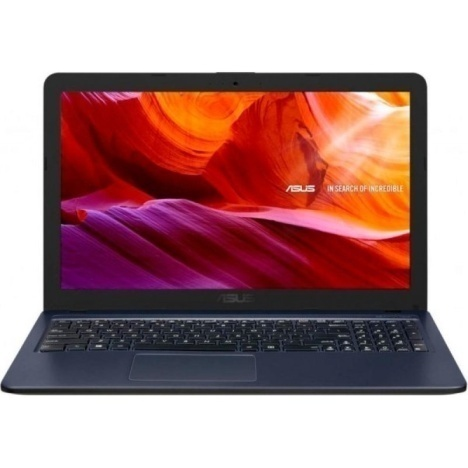 ASUS IN SEARCH OF INCREDIBLE
ASUS